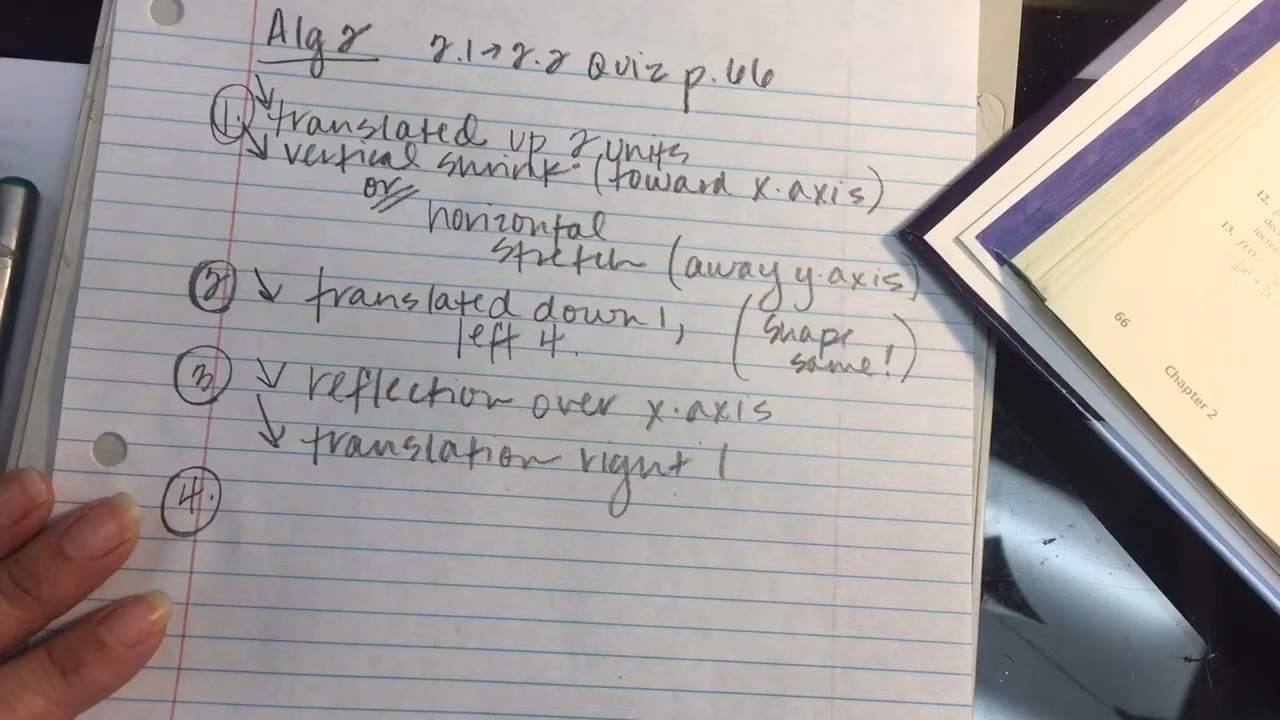 Alg 2 2.1→2.2 Quiz p.66
1. ↓ translated up 2 units
↓ vertical shrink (toward x-axis)
or
horizontal
stretch (away y-axis)
2 ↓ translated down 1, (shape
left 4. same!)
3 ↓ reflection over x-axis
↓ translation right 1
4.
12.
13. f(x) =
66
Chapter 2